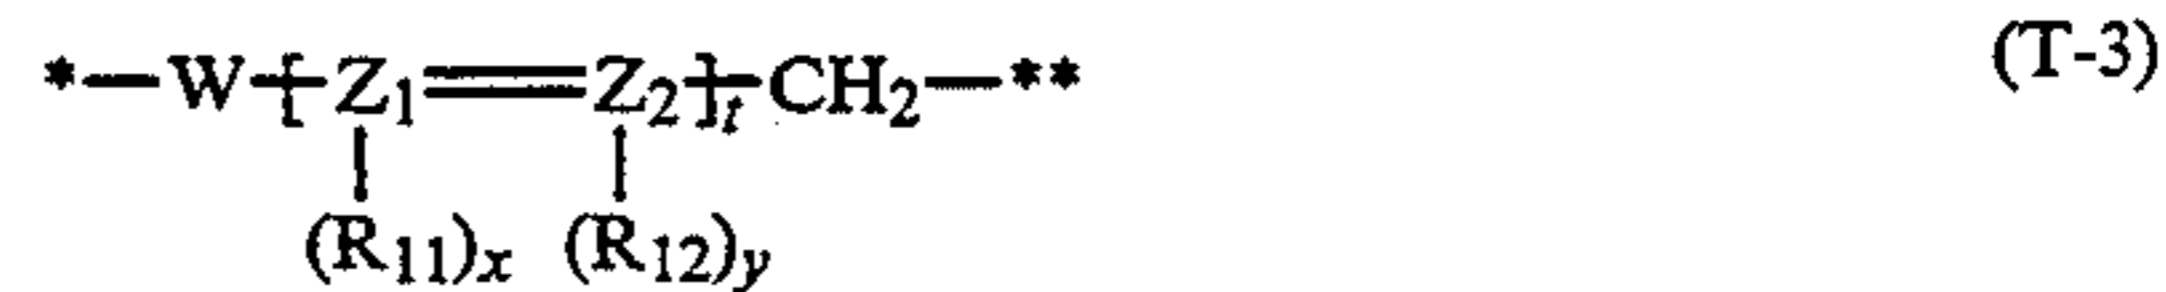 *—W-[Z₁=Z₂]ₜ-CH₂—** (T-3)
(R₁₁)ₓ (R₁₂)ᵧ